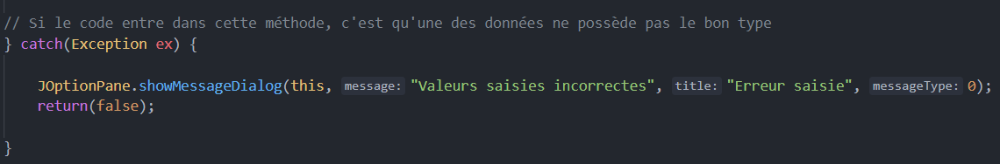 // Si le code entre dans cette méthode, c'est qu'une des données ne possède pas le bon type
} catch(Exception ex) {
JOptionPane.showMessageDialog(this, message: "Valeurs saisies incorrectes", title: "Erreur saisie", messageType: 0);
return(false);
}